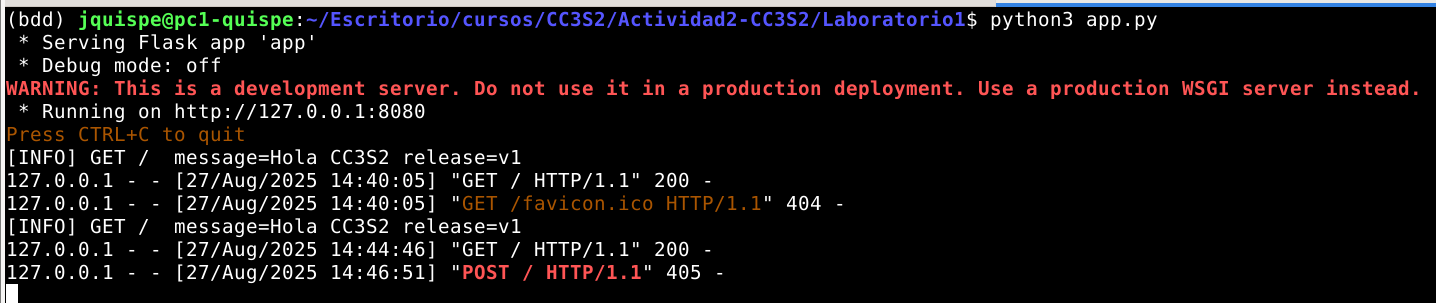 (bdd) jquispe@pc1-quispe:~/Escritorio/cursos/CC3S2/Actividad2-CC3S2/Laboratorio1$ python3 app.py
 * Serving Flask app 'app'
 * Debug mode: off
WARNING: This is a development server. Do not use it in a production deployment. Use a production WSGI server instead.
 * Running on http://127.0.0.1:8080
Press CTRL+C to quit
[INFO] GET /  message=Hola CC3S2 release=v1
127.0.0.1 - - [27/Aug/2025 14:40:05] "GET / HTTP/1.1" 200 -
127.0.0.1 - - [27/Aug/2025 14:40:05] "GET /favicon.ico HTTP/1.1" 404 -
[INFO] GET /  message=Hola CC3S2 release=v1
127.0.0.1 - - [27/Aug/2025 14:44:46] "GET / HTTP/1.1" 200 -
127.0.0.1 - - [27/Aug/2025 14:46:51] "POST / HTTP/1.1" 405 -